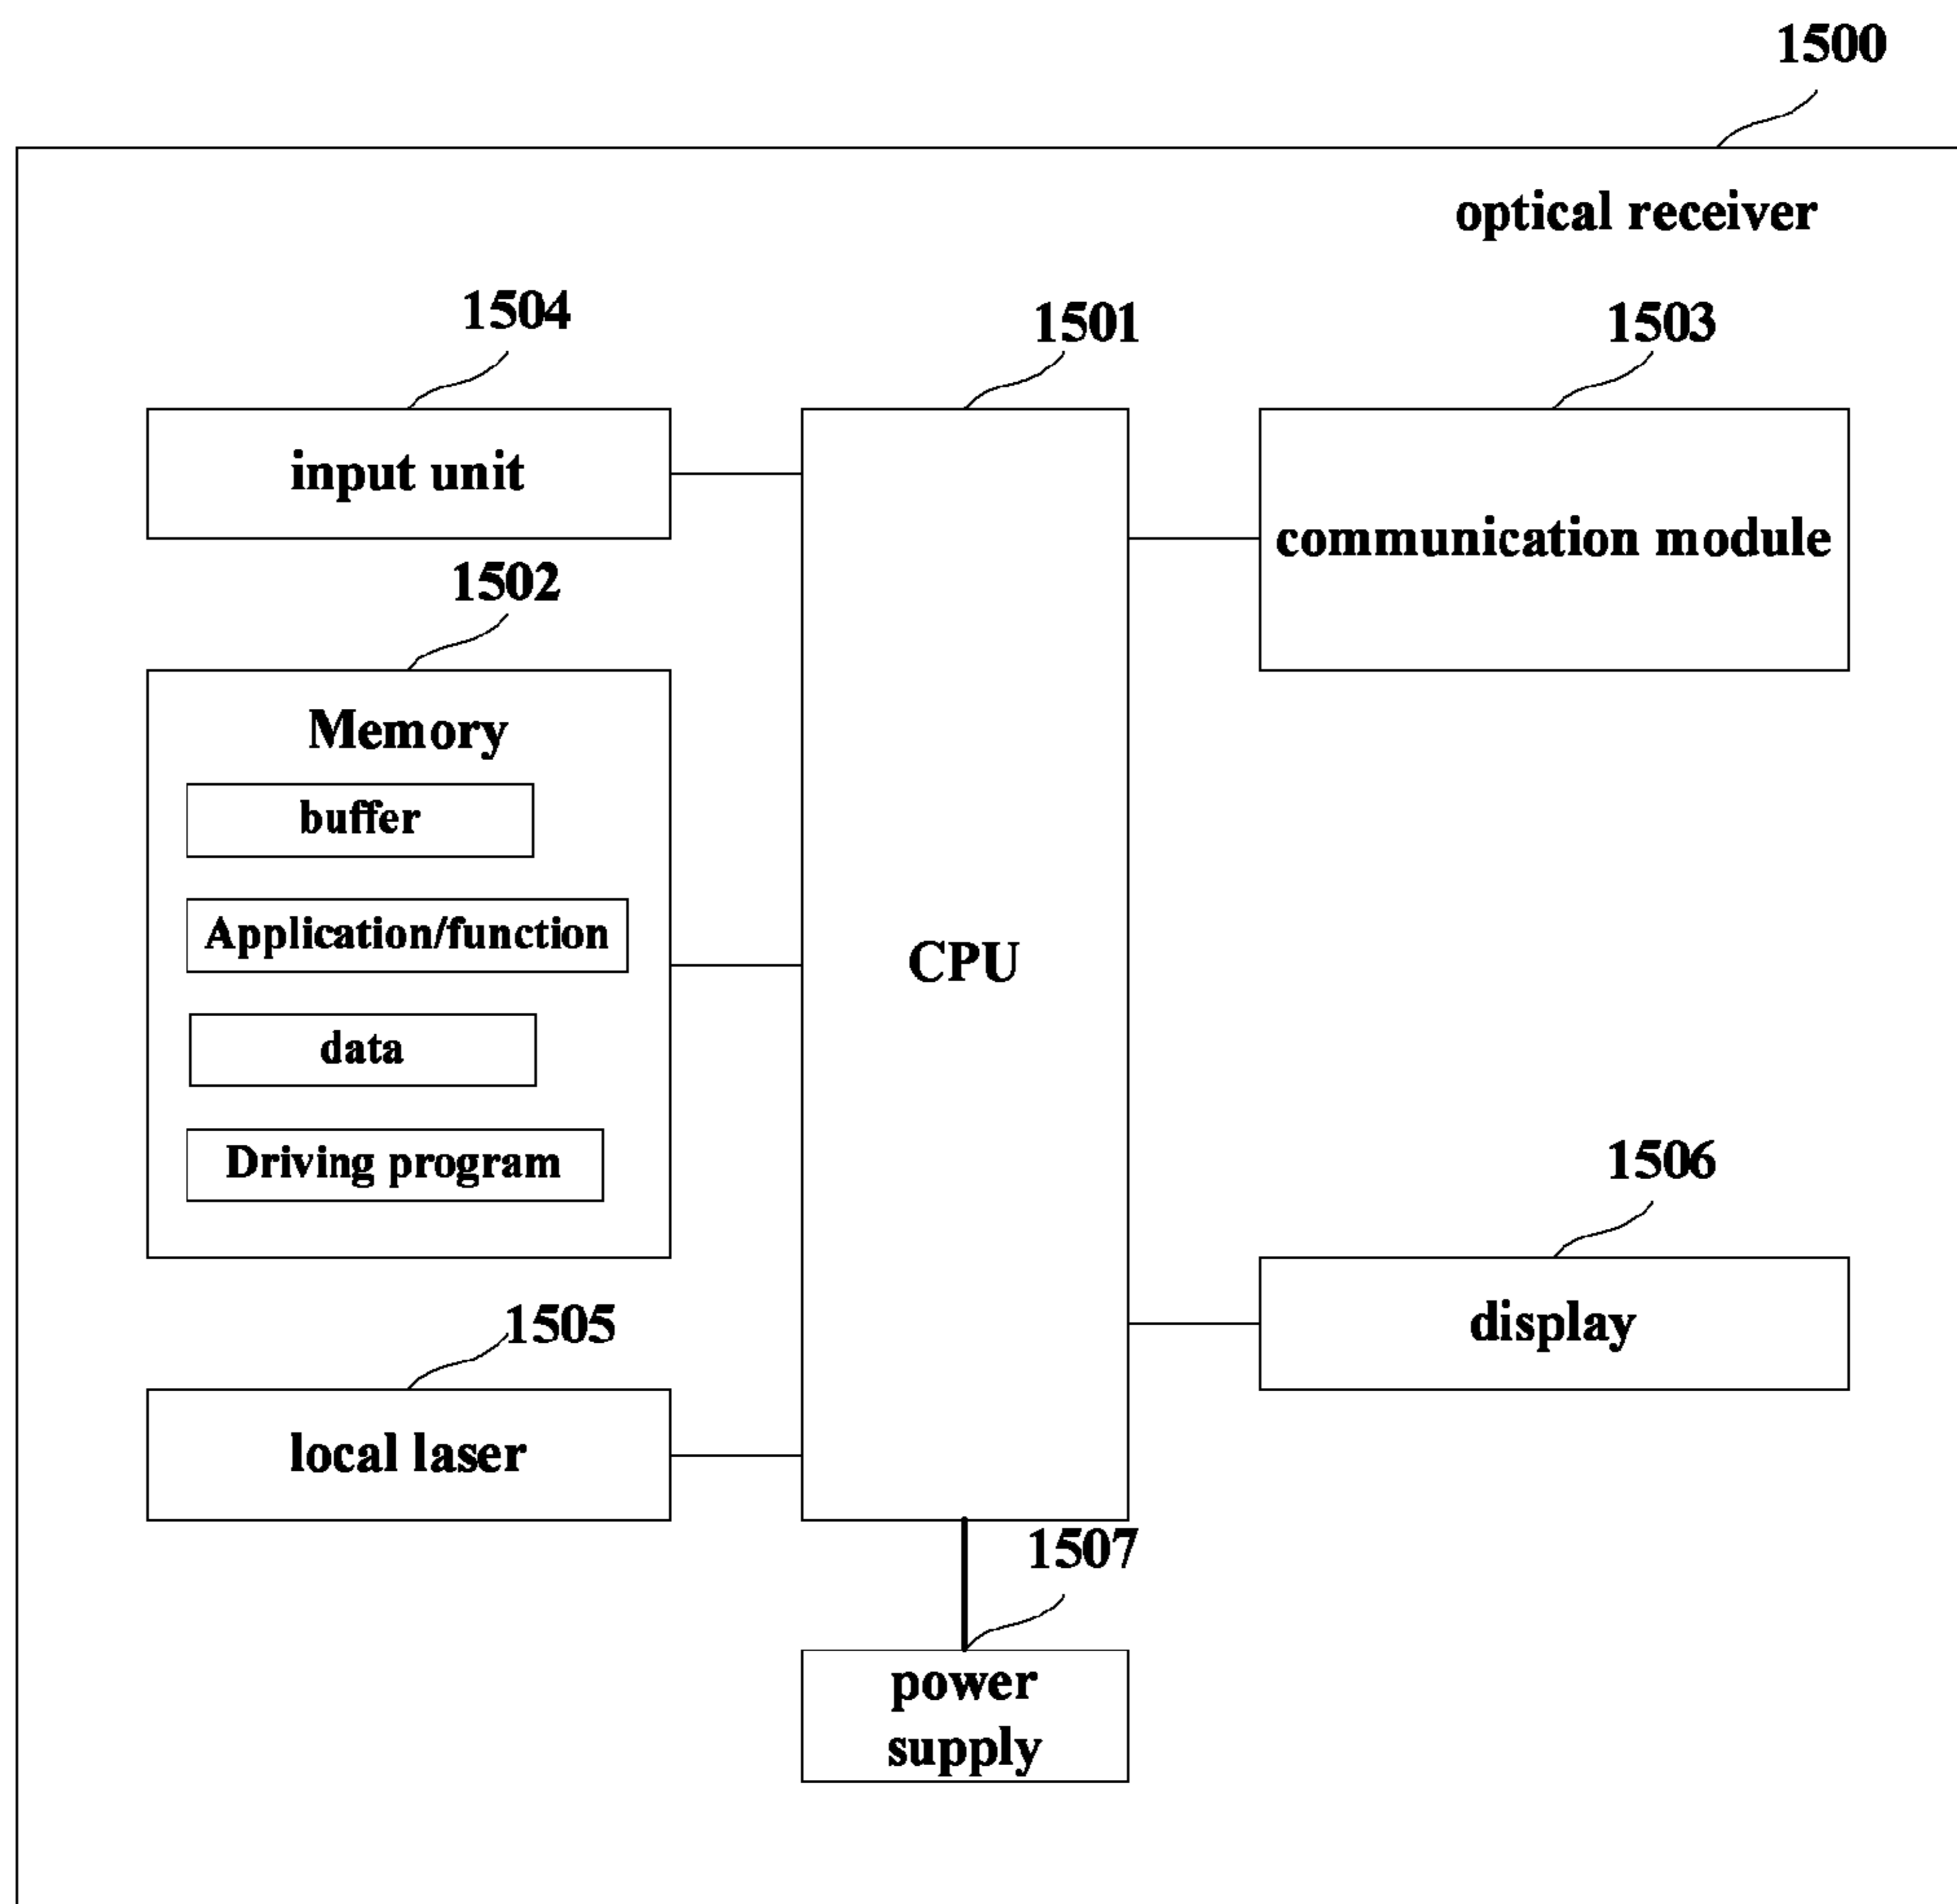 1500
optical receiver
1504
1501
1503
input unit
communication module
1502
Memory
buffer
Application/function
data
Driving program
CPU
1506
display
1505
local laser
1507
power
supply